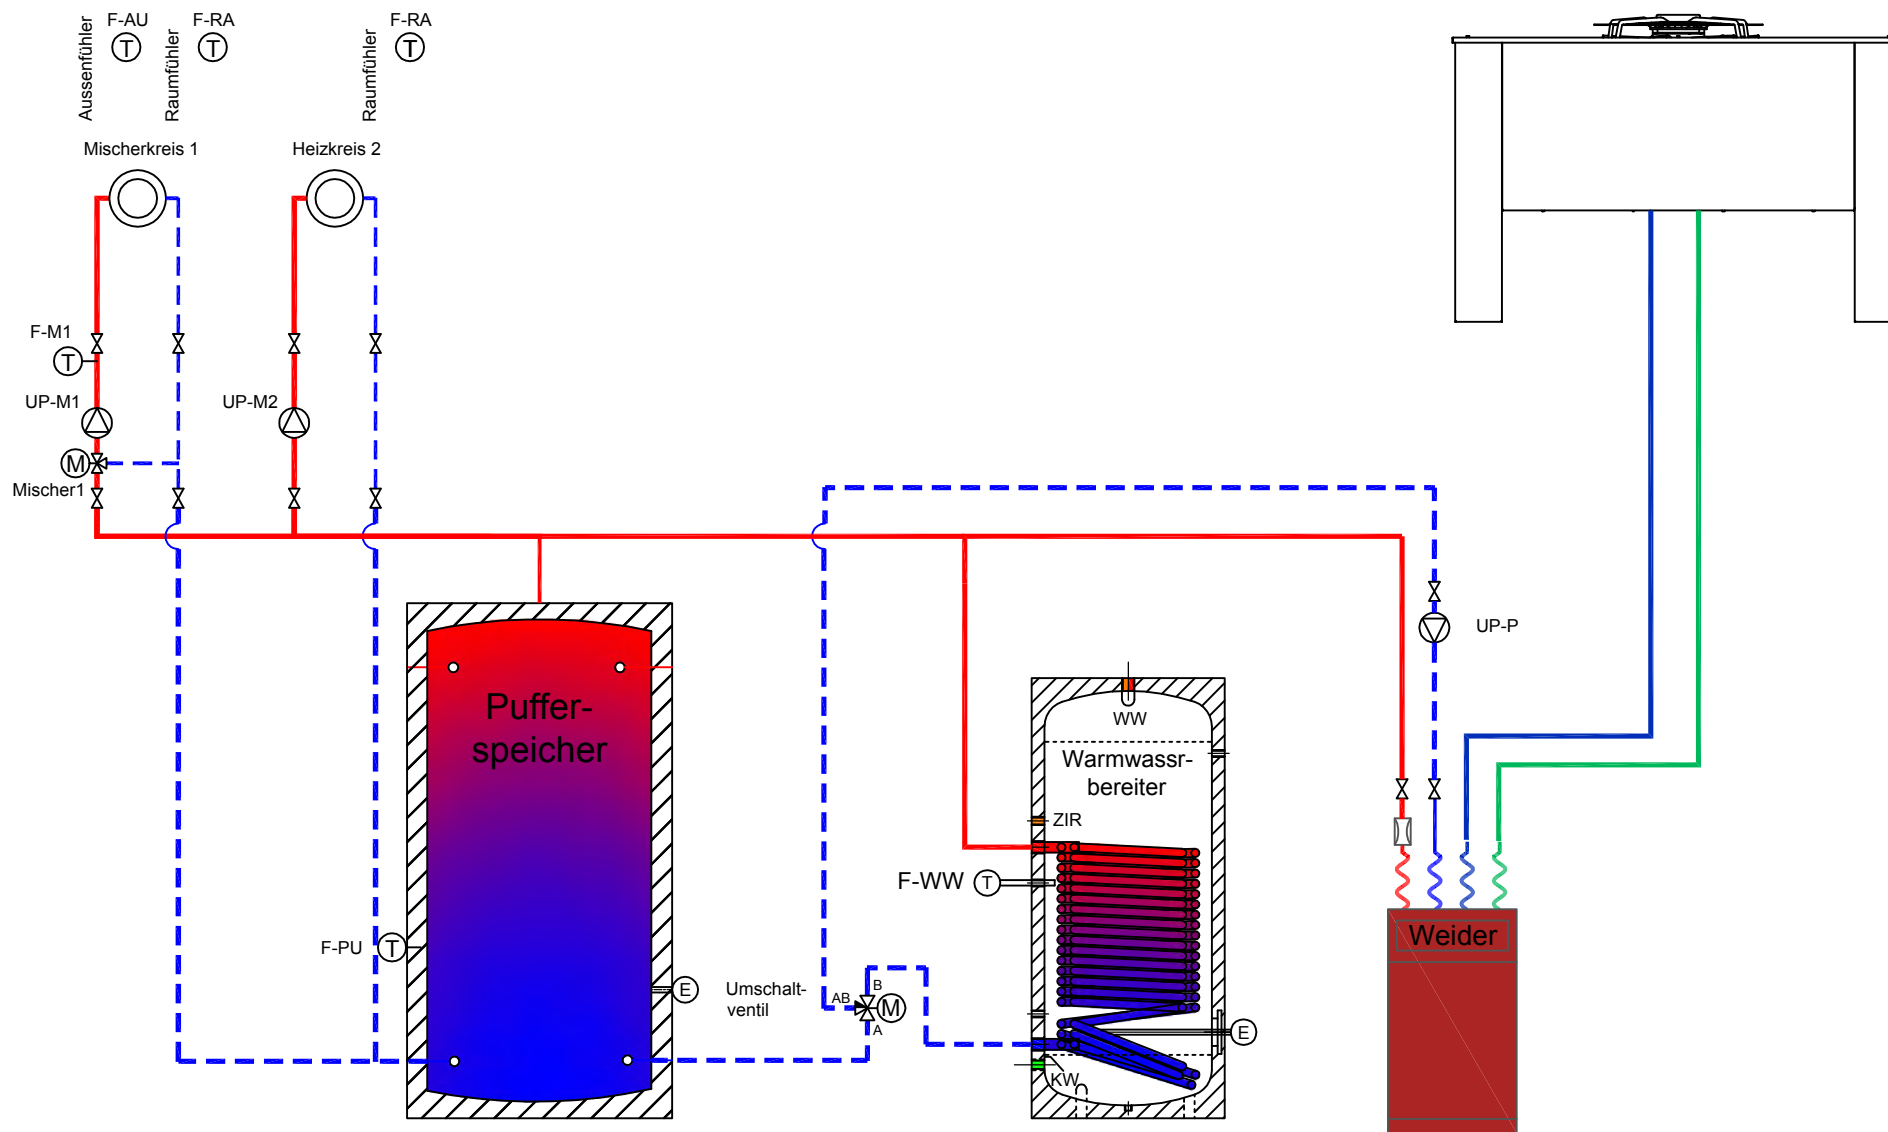 F-AU
F-RA
F-RA
T
T
T
Aussenfühler
Raumfühler
Raumfühler
Mischerkreis 1
Heizkreis 2
F-M1
T
UP-M1
UP-M2
M
Mischer1
UP-P
Puffer-
speicher
WW
Warmwassr-
bereiter
ZIR
F-WW
T
Weider
F-PU
T
E
Umschalt-
ventil
AB
B
M
A
E
KW